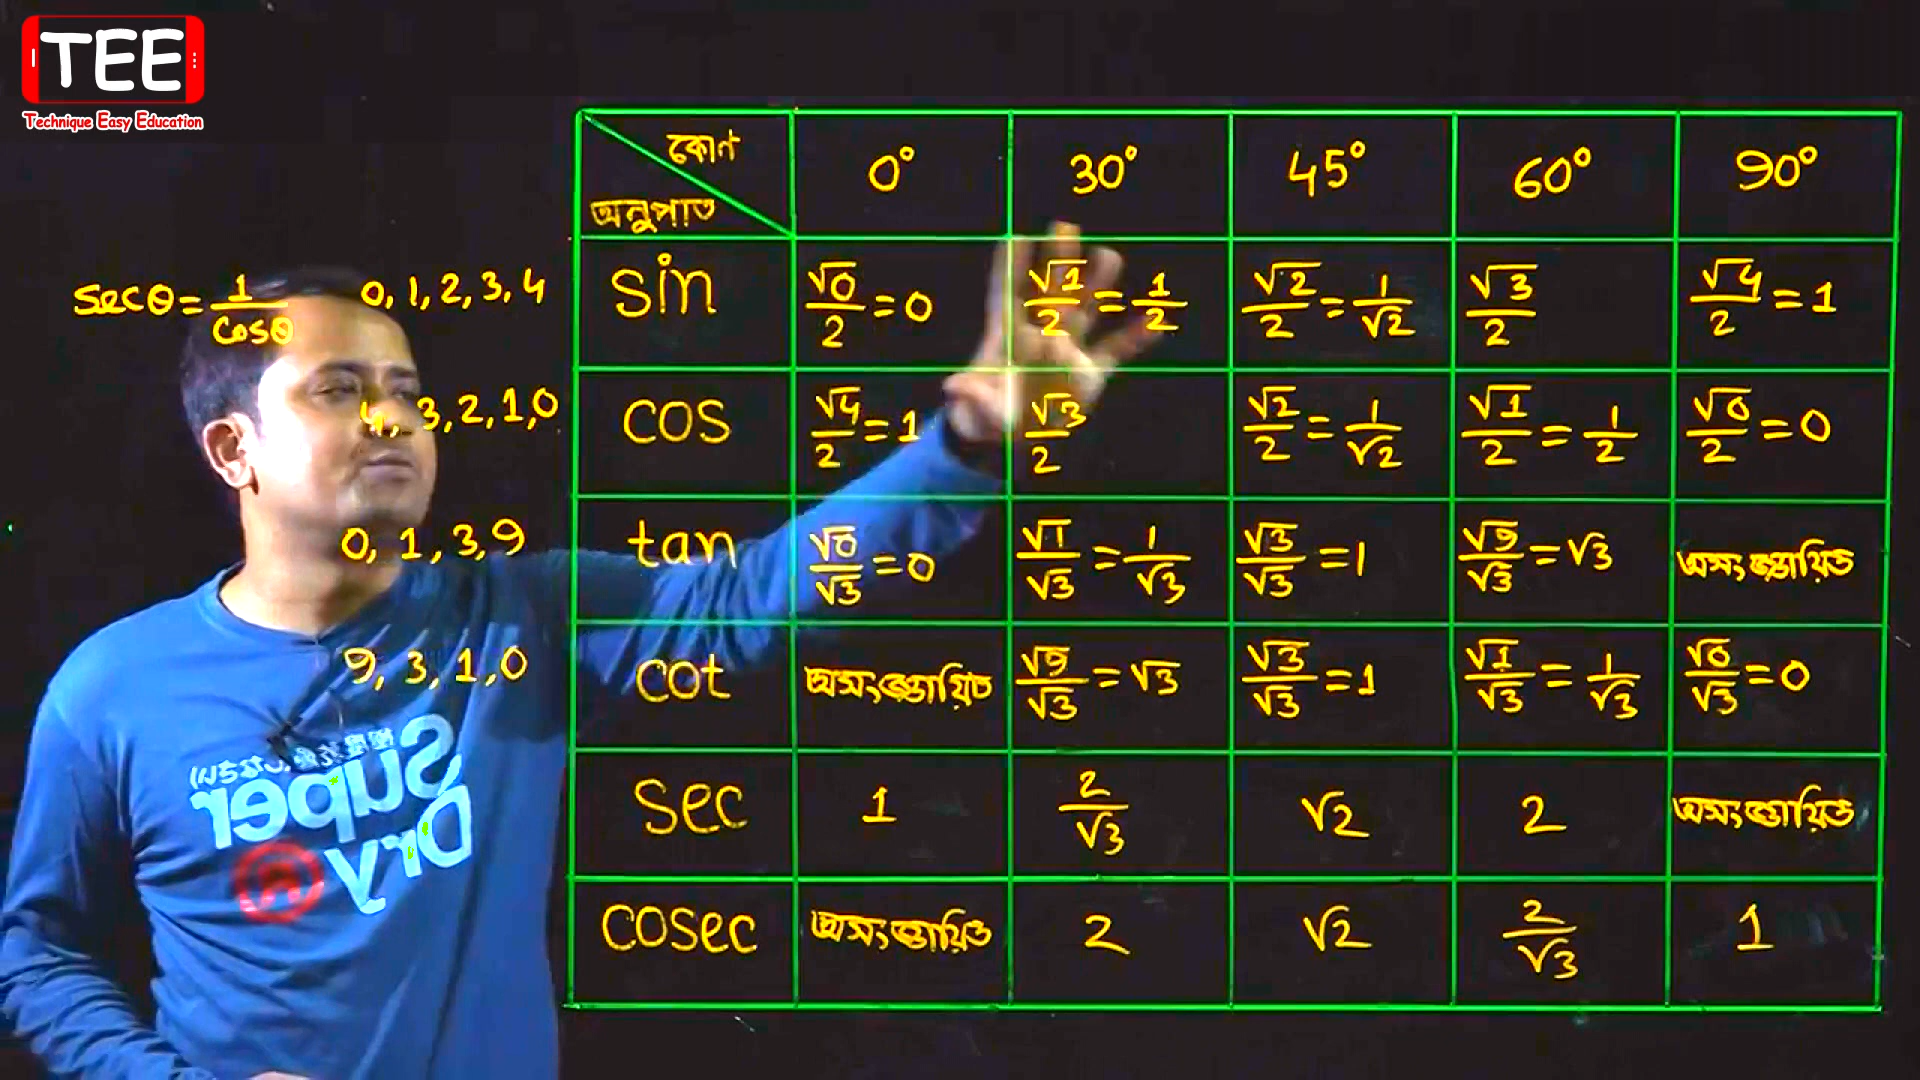 TEE
Technique Easy Education
কোণ
অনুপাত
0° 30° 45° 60° 90°
secθ = 1/cosθ
0, 1, 2, 3, 4
sin √0/2 = 0 √1/2 = 1/2 √2/2 = 1/√2 √3/2 √4/2 = 1
4, 3, 2, 1, 0
cos √4/2 = 1 √3/2 √2/2 = 1/√2 √1/2 = 1/2 √0/2 = 0
0, 1, 3, 9
tan √0/√3 = 0 √1/√3 = 1/√3 √3/√3 = 1 √9/√3 = √3 অসংজ্ঞায়িত
9, 3, 1, 0
cot অসংজ্ঞায়িত √9/√3 = √3 √3/√3 = 1 √1/√3 = 1/√3 √0/√3 = 0
sec 1 2/√3 √2 2 অসংজ্ঞায়িত
cosec অসংজ্ঞায়িত 2 √2 2/√3 1
Super
Dry